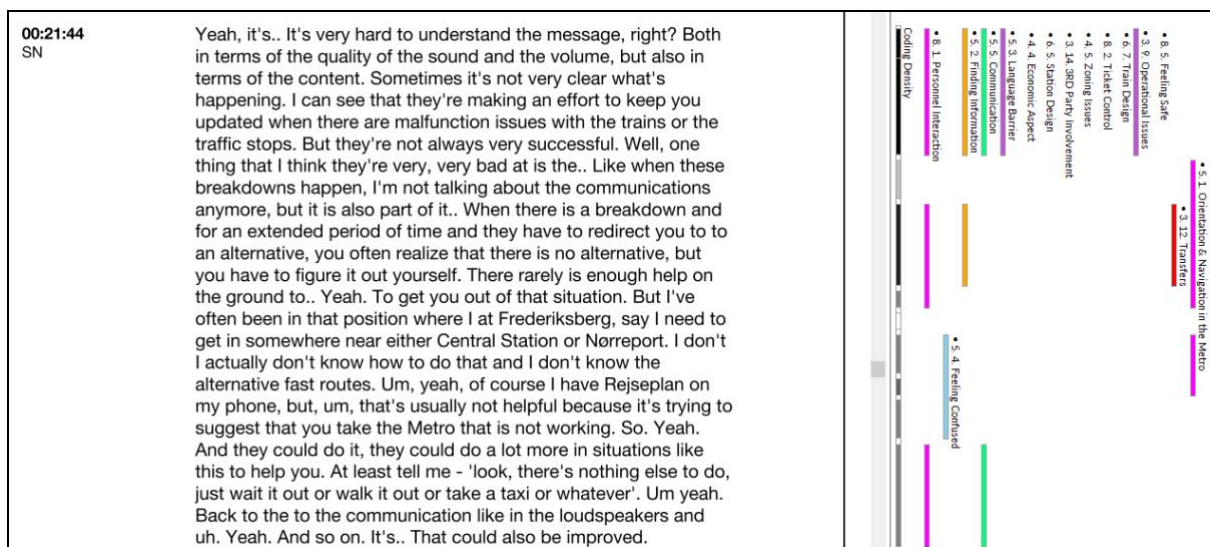 00:21:44
SN
Yeah, it's.. It's very hard to understand the message, right? Both
in terms of the quality of the sound and the volume, but also in
terms of the content. Sometimes it's not very clear what's
happening. I can see that they're making an effort to keep you
updated when there are malfunction issues with the trains or the
traffic stops. But they're not always very successful. Well, one
thing that I think they're very, very bad at is the.. Like when these
breakdowns happen, I'm not talking about the communications
anymore, but it is also part of it.. When there is a breakdown and
for an extended period of time and they have to redirect you to to
an alternative, you often realize that there is no alternative, but
you have to figure it out yourself. There rarely is enough help on
the ground to.. Yeah. To get you out of that situation. But I've
often been in that position where I at Frederiksberg, say I need to
get in somewhere near either Central Station or Nørreport. I don't
I actually don't know how to do that and I don't know the
alternative fast routes. Um, yeah, of course I have Rejseplan on
my phone, but, um, that's usually not helpful because it's trying to
suggest that you take the Metro that is not working. So. Yeah.
And they could do it, they could do a lot more in situations like
this to help you. At least tell me - 'look, there's nothing else to do,
just wait it out or walk it out or take a taxi or whatever'. Um yeah.
Back to the to the communication like in the loudspeakers and
uh. Yeah. And so on. It's.. That could also be improved.
• 5. 1. Orientation & Navigation in the Metro
• 3. 12. Transfers
• 8. 5. Feeling Safe
• 3. 9. Operational Issues
• 6. 7. Train Design
• 8. 2. Ticket Control
• 4. 5. Zoning Issues
• 3. 14. 3RD Party Involvement
• 6. 5. Station Design
• 4. 4. Economic Aspect
• 5. 3. Language Barrier
• 5. 5. Communication
• 5. 2. Finding Information
• 5. 4. Feeling Confused
• 8. 1. Personnel Interaction
Coding Density